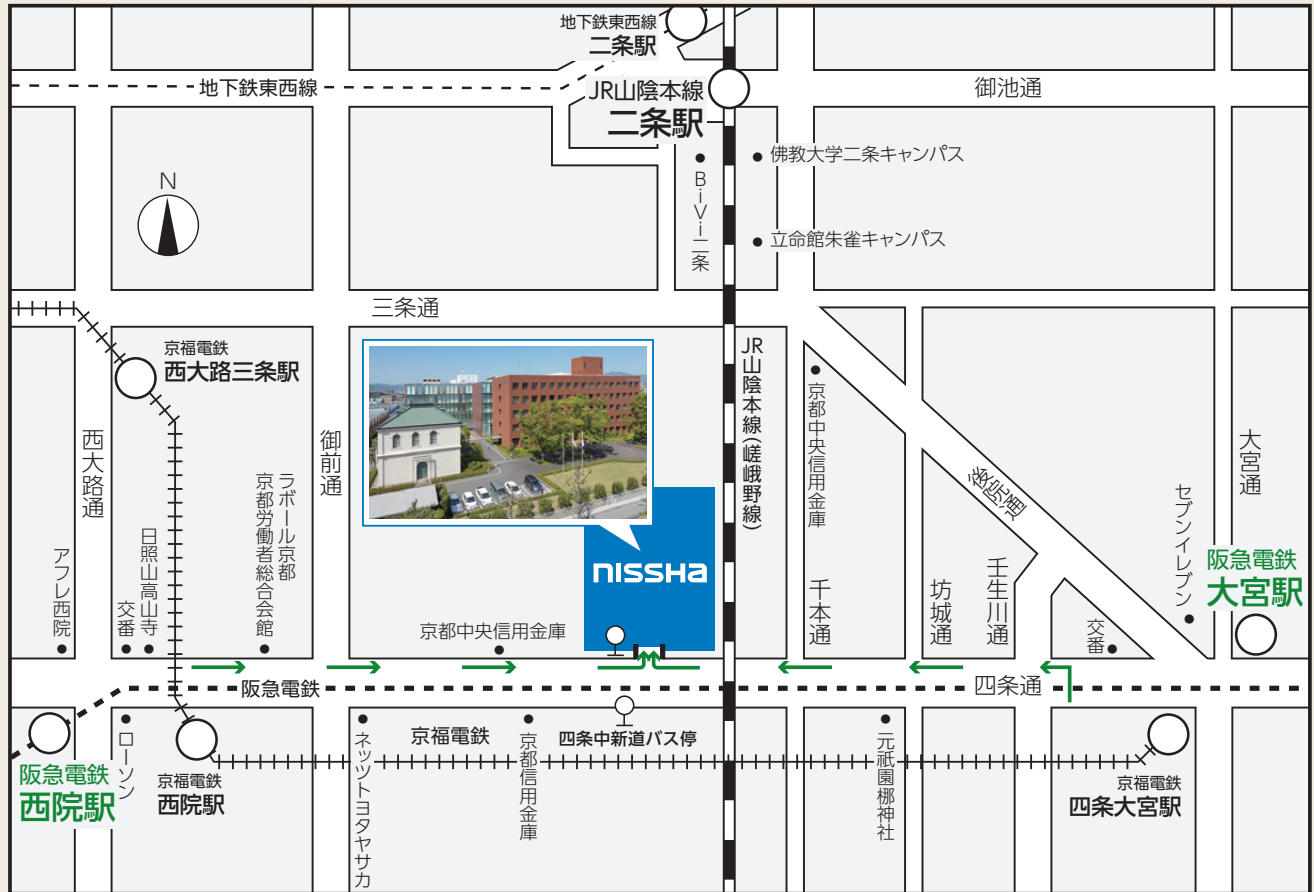 地下鉄東西線
二条駅
地下鉄東西線
JR山陰本線
二条駅
御池通
佛教大学二条キャンパス
BiVi二条
立命館朱雀キャンパス
N
三条通
京福電鉄
西大路三条駅
JR山陰本線(嵯峨野線)
京都中央信用金庫
西大路通
御前通
大宮通
後院通
セブンイレブン
ラボール京都
京都労働者総合会館
日照山高山寺
交番
アフレ西院
NISSHA
京都中央信用金庫
千本通
坊城通
壬生川通
交番
阪急電鉄
大宮駅
阪急電鉄
四条通
ローソン
京福電鉄
西院駅
阪急電鉄
西院駅
ネッツトヨタヤサカ
京福電鉄
京都信用金庫
四条中新道バス停
元祇園梛神社
京福電鉄
四条大宮駅